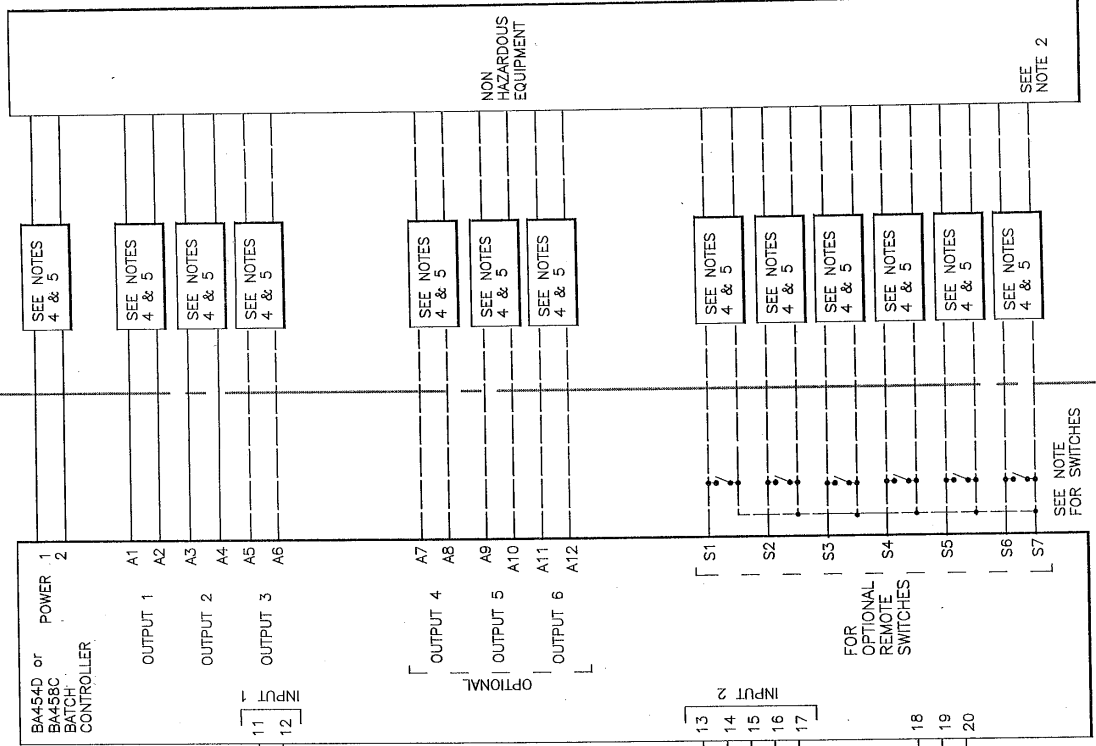 NON
HAZARDOUS
EQUIPMENT
SEE
NOTE 2
SEE NOTES
4 & 5
SEE NOTES
4 & 5
SEE NOTES
4 & 5
SEE NOTES
4 & 5
SEE NOTES
4 & 5
SEE NOTES
4 & 5
SEE NOTES
4 & 5
SEE NOTES
4 & 5
SEE NOTES
4 & 5
SEE NOTES
4 & 5
SEE NOTES
4 & 5
SEE NOTES
4 & 5
SEE NOTES
4 & 5
SEE NOTE
FOR SWITCHES
BA454D or
BA458C
BATCH
CONTROLLER
POWER 1
2
OUTPUT 1
A1
A2
OUTPUT 2
A3
A4
OUTPUT 3
A5
A6
OPTIONAL
OUTPUT 4
A7
A8
OUTPUT 5
A9
A10
OUTPUT 6
A11
A12
FOR
OPTIONAL
REMOTE
SWITCHES
S1
S2
S3
S4
S5
S6
S7
INPUT 1
11
12
INPUT 2
13
14
15
16
17
18
19
20